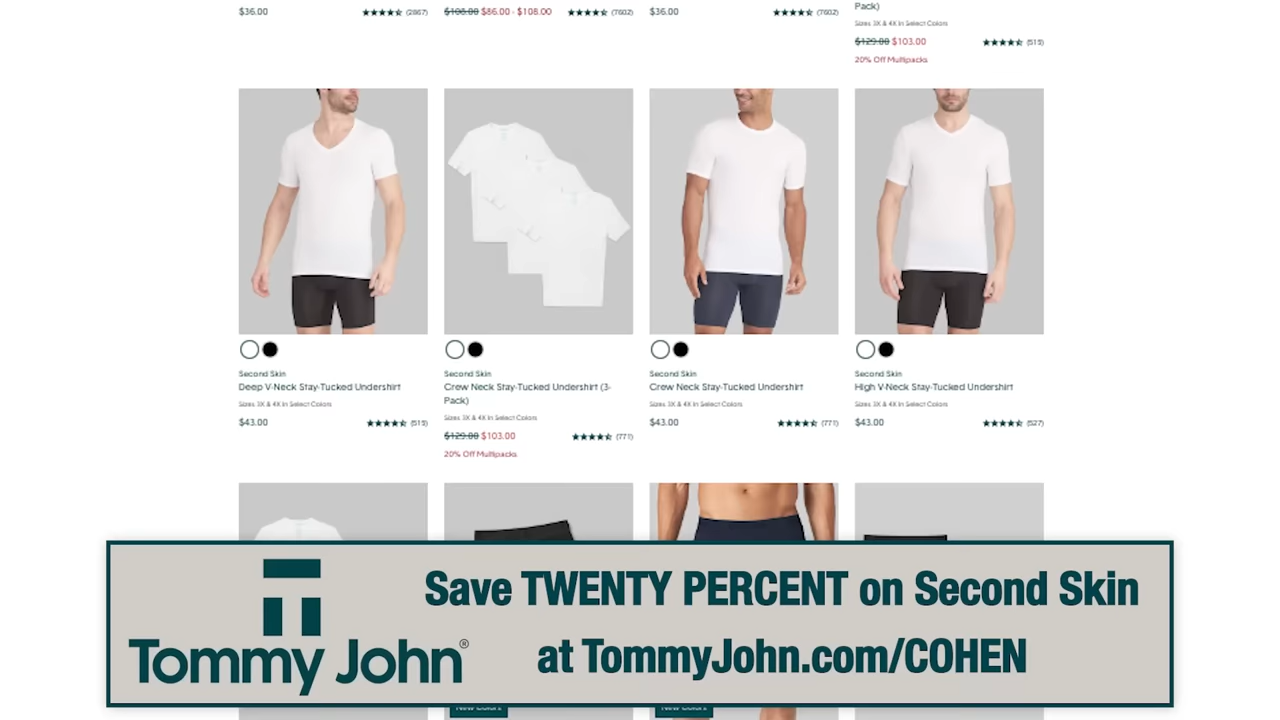 $36.00 (2867)
$108.00 $86.00 - $108.00 (7602)
$36.00 (7602)
Pack)
Sizes 3X & 4X In Select Colors
$129.00 $103.00 (515)
20% Off Multipacks
Second Skin
Deep V-Neck Stay-Tucked Undershirt
Sizes 3X & 4X In Select Colors
$43.00 (515)
Second Skin
Crew Neck Stay-Tucked Undershirt (3-
Pack)
Sizes 3X & 4X In Select Colors
$129.00 $103.00 (771)
20% Off Multipacks
Second Skin
Crew Neck Stay-Tucked Undershirt
Sizes 3X & 4X In Select Colors
$43.00 (771)
Second Skin
High V-Neck Stay-Tucked Undershirt
Sizes 3X & 4X In Select Colors
$43.00 (527)
Tommy John®
Save TWENTY PERCENT on Second Skin
at TommyJohn.com/COHEN
New Colors
New Colors